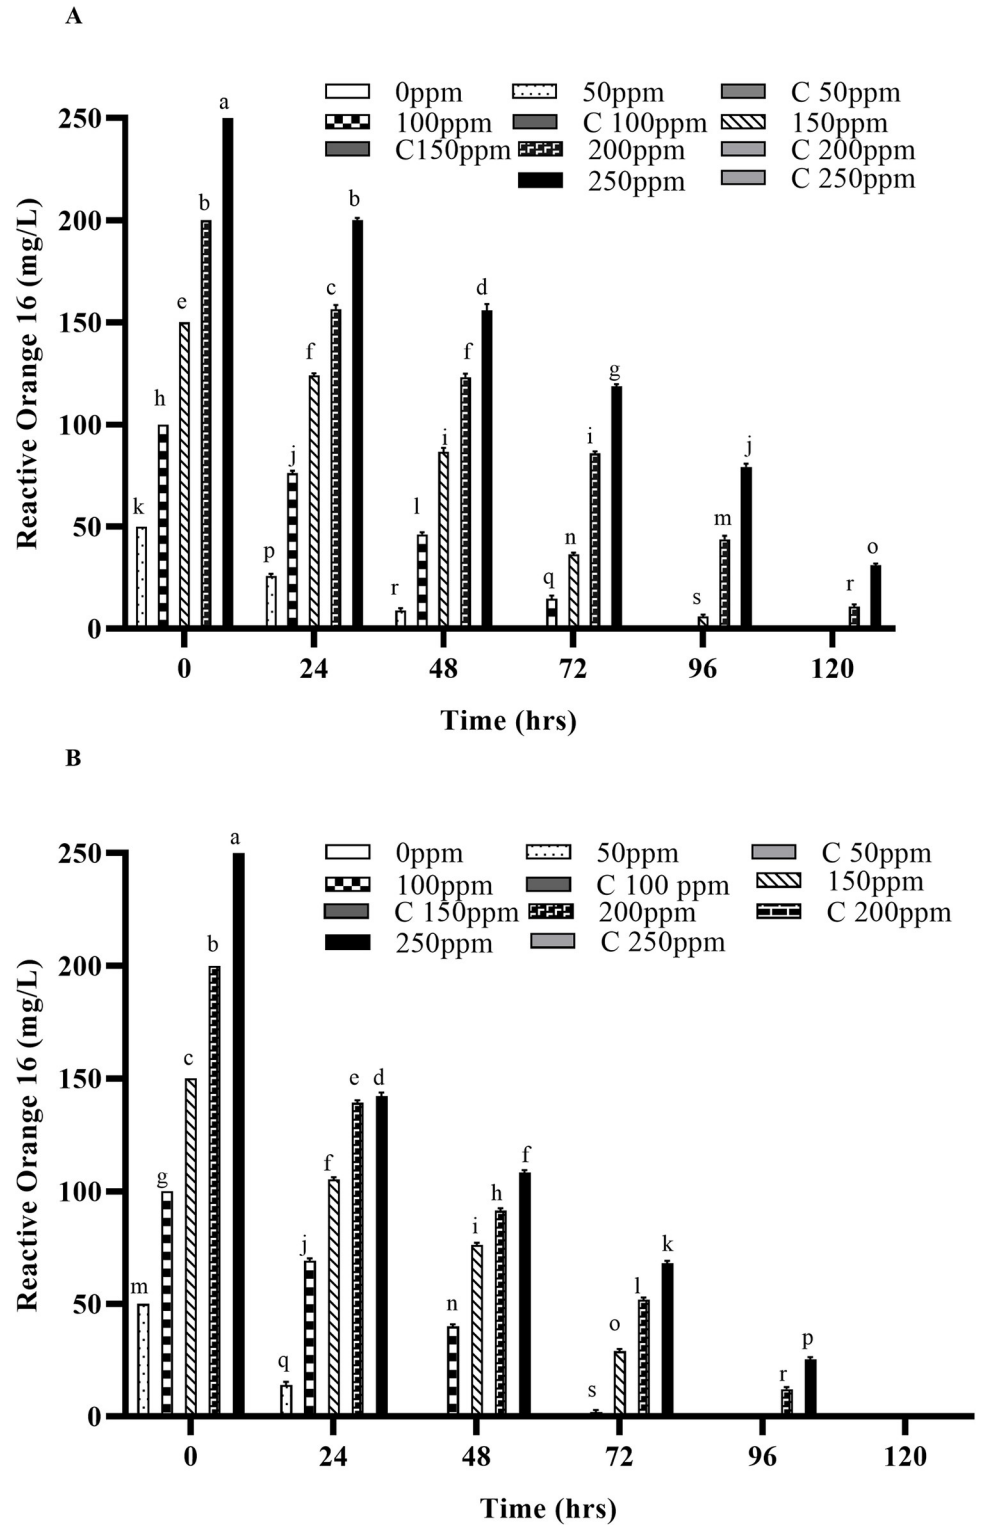 A
0ppm 50ppm C 50ppm
100ppm C 100ppm 150ppm
C150ppm 200ppm C 200ppm
250ppm C 250ppm
Reactive Orange 16 (mg/L)
250
200
150
100
50
0
k h e b a
p j f c b
r l i f d
q n i g
s m j
r o
0 24 48 72 96 120
Time (hrs)
B
0ppm 50ppm C 50ppm
100ppm C 100 ppm 150ppm
C 150ppm 200ppm C 200ppm
250ppm C 250ppm
Reactive Orange 16 (mg/L)
250
200
150
100
50
0
m g c b a
q j f e d
n i h f
s o l k
r p
0 24 48 72 96 120
Time (hrs)